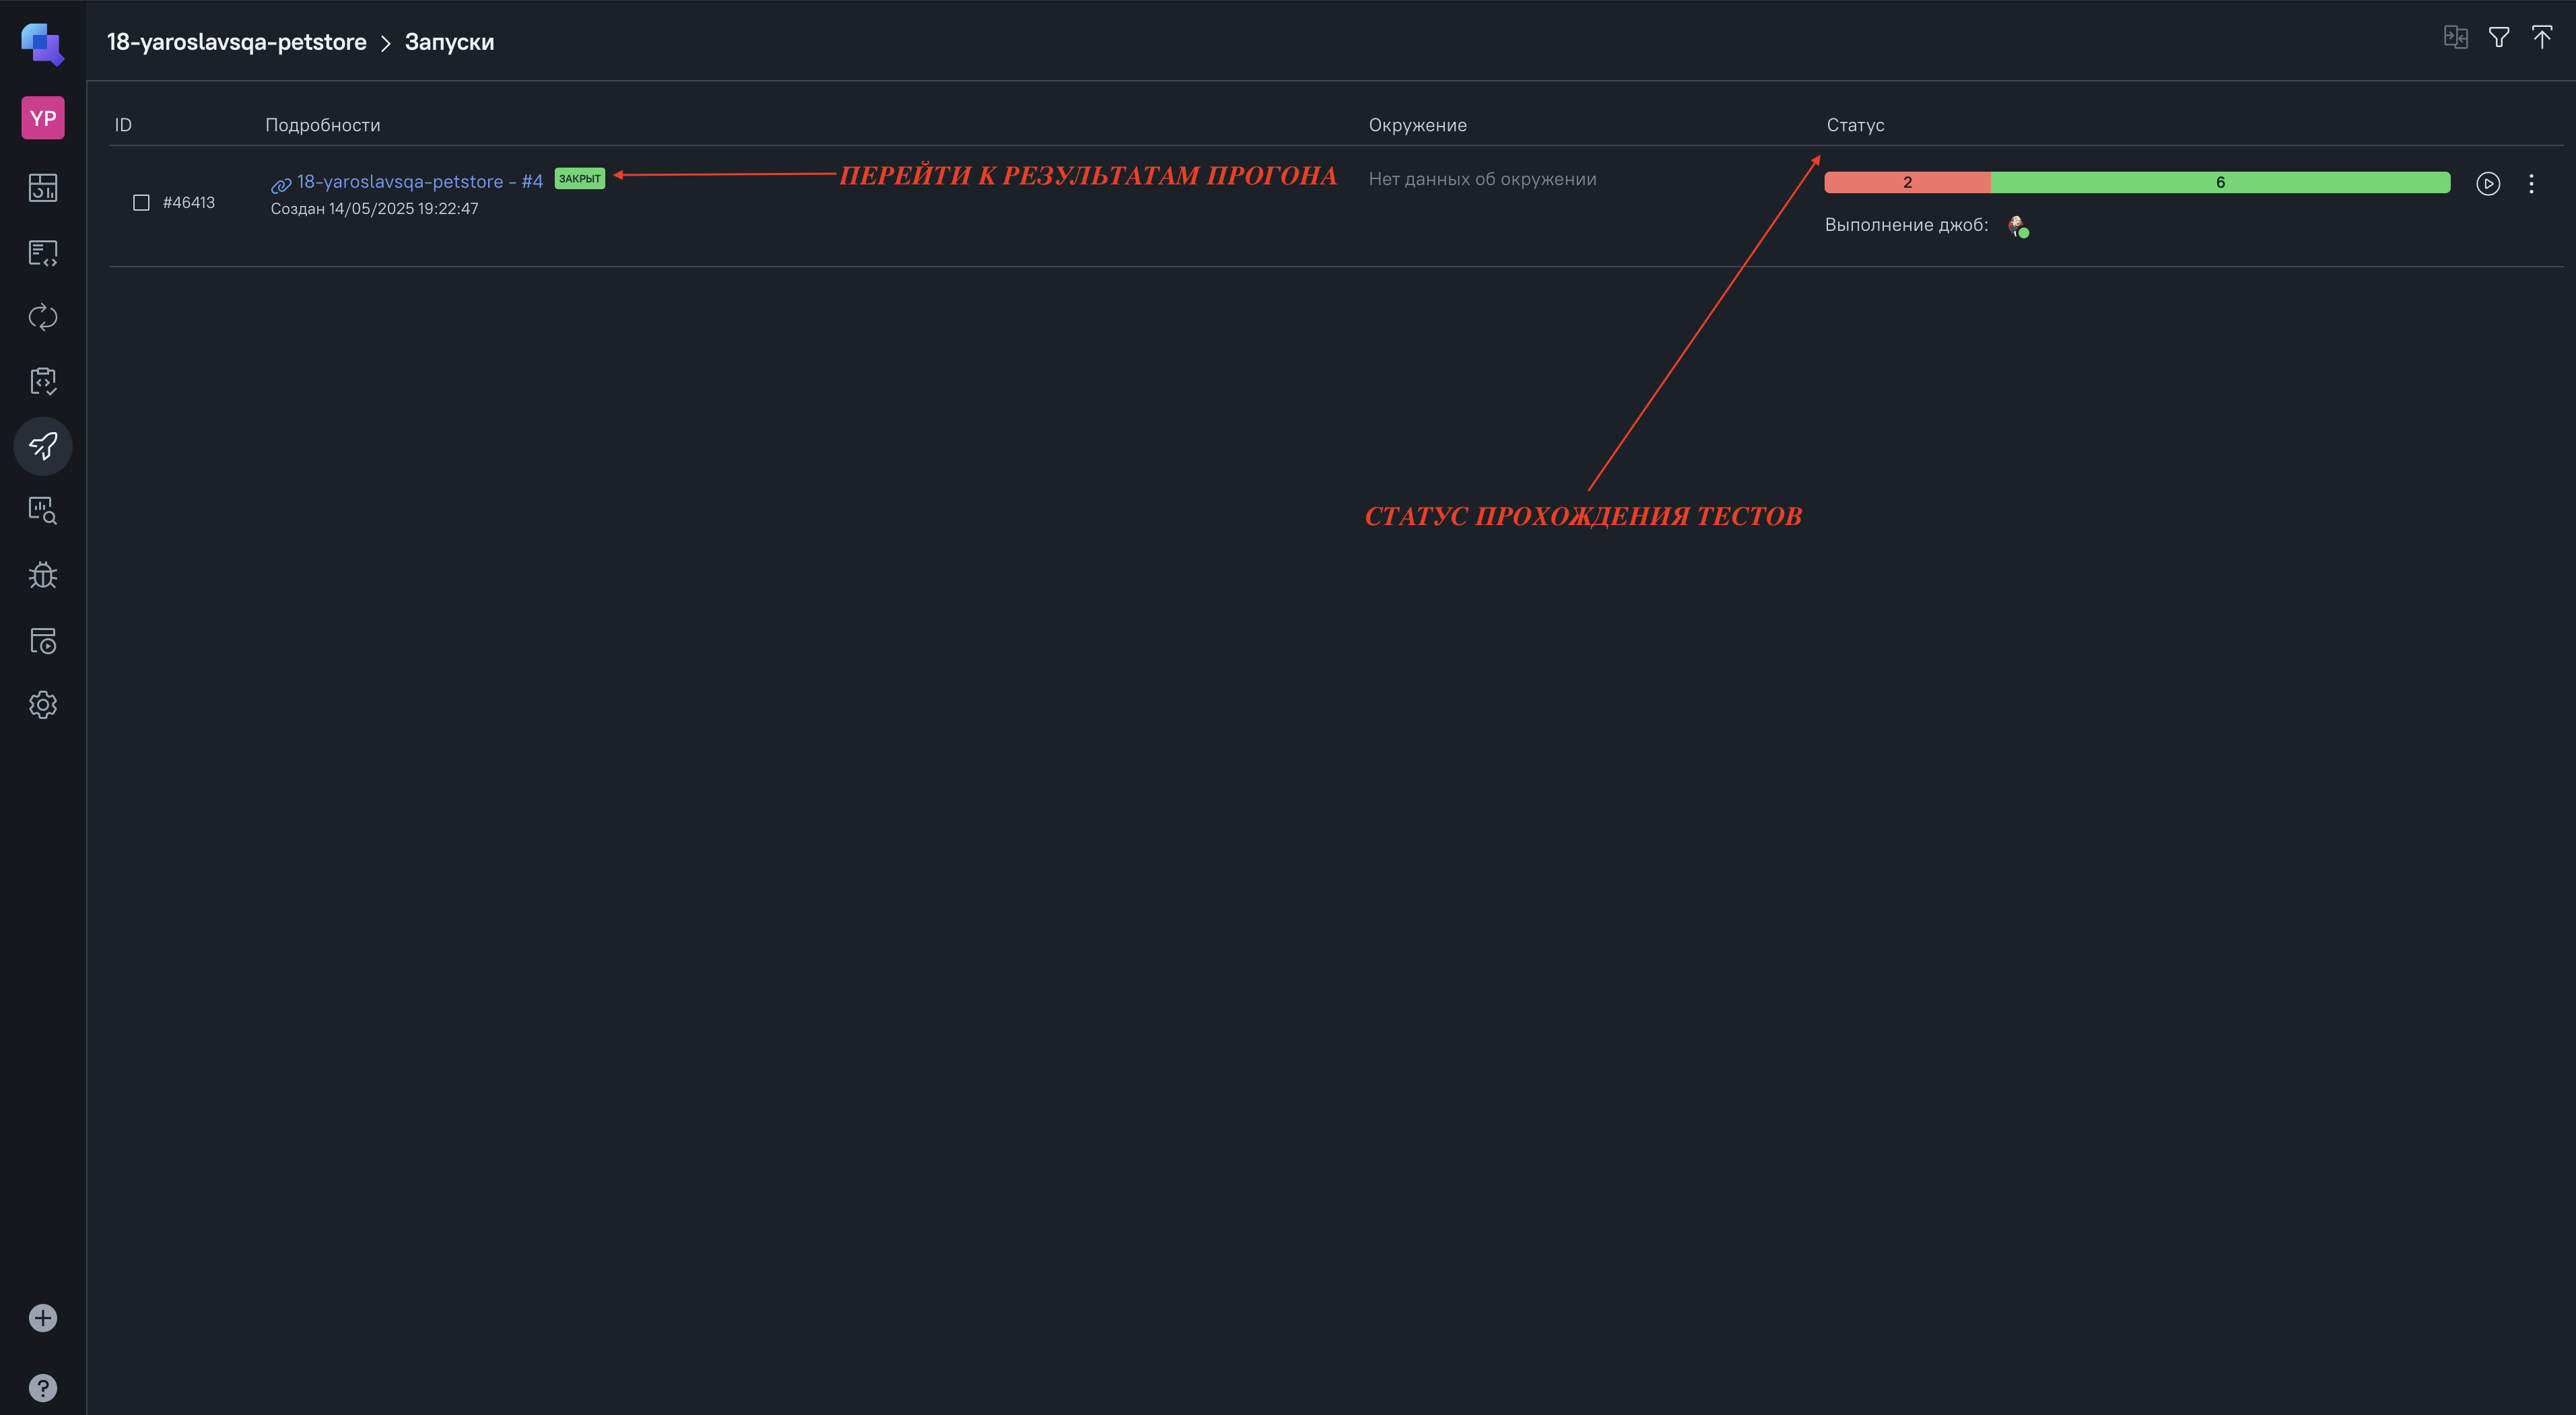 18-yaroslavsqa-petstore > Запуски
YP
ID Подробности Окружение Статус
18-yaroslavsqa-petstore - #4 ЗАКРЫТ ПЕРЕЙТИ К РЕЗУЛЬТАТАМ ПРОГОНА Нет данных об окружении 2 6
#46413
Создан 14/05/2025 19:22:47
Выполнение джоб:
СТАТУС ПРОХОЖДЕНИЯ ТЕСТОВ